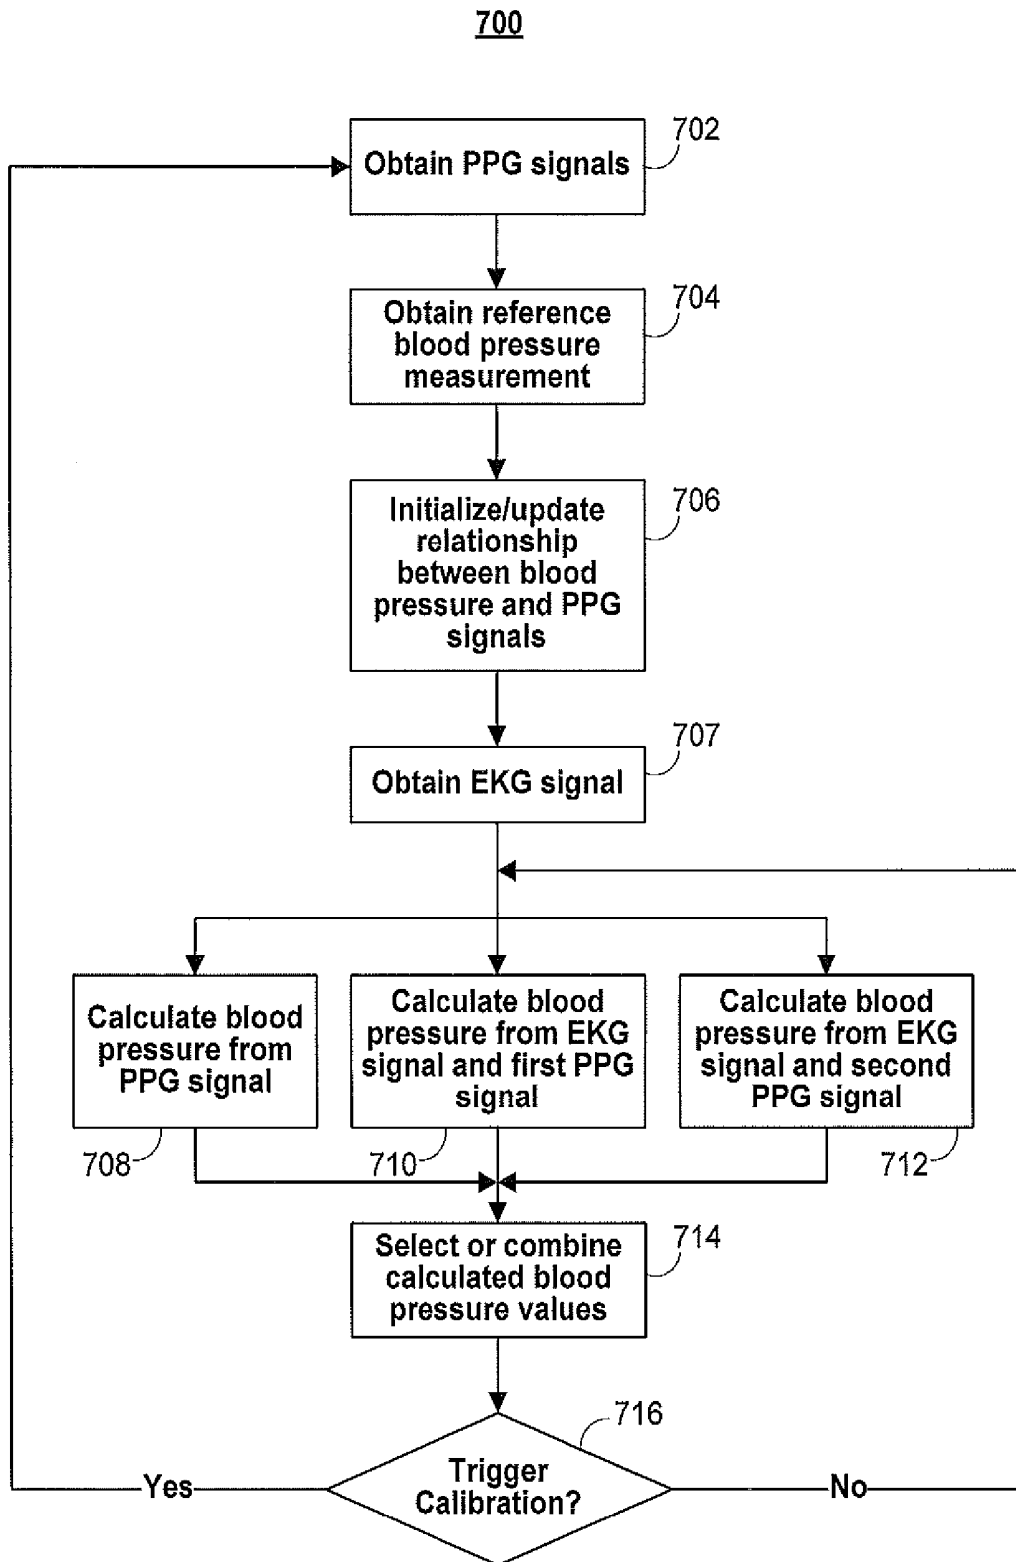 700
702
Obtain PPG signals
704
Obtain reference
blood pressure
measurement
706
Initialize/update
relationship
between blood
pressure and PPG
signals
707
Obtain EKG signal
Calculate blood
pressure from
PPG signal
708
Calculate blood
pressure from EKG
signal and first PPG
signal
710
Calculate blood
pressure from EKG
signal and second
PPG signal
712
714
Select or combine
calculated blood
pressure values
716
Trigger
Calibration?
Yes
No